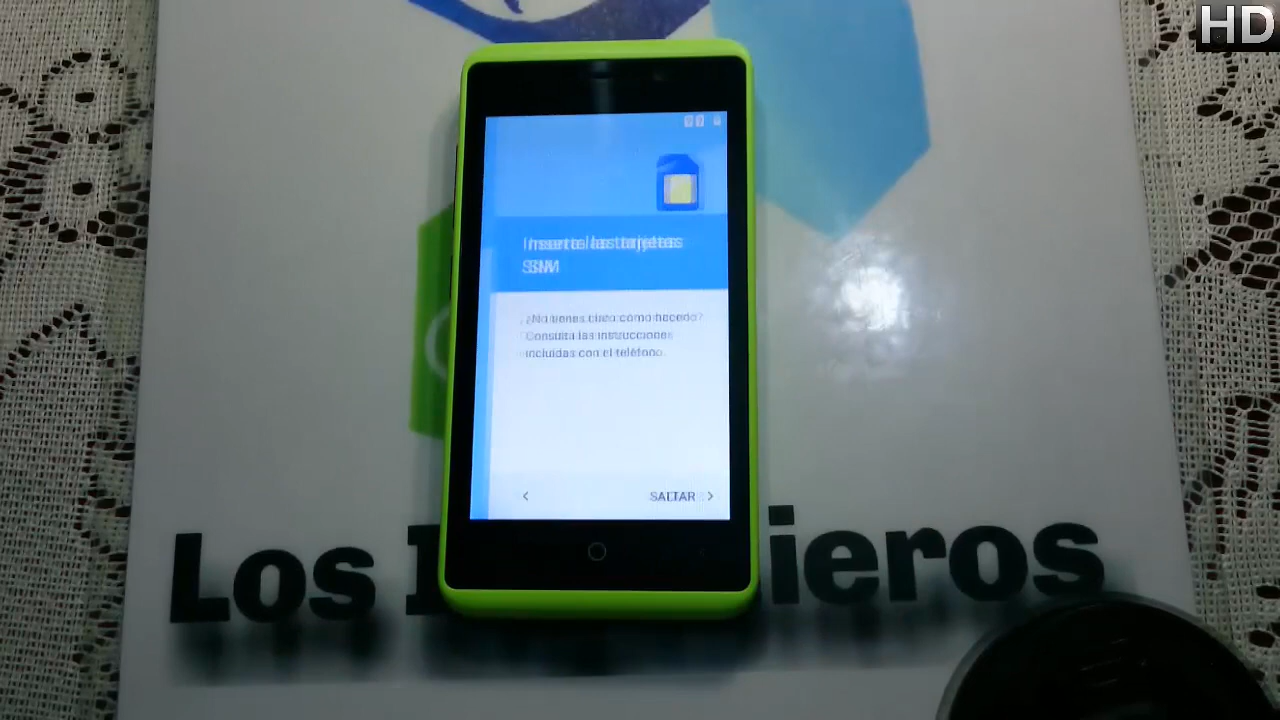 HD
Inserta las tarjetas
SIM
¿No tienes claro cómo hacerlo?
Consulta las instrucciones
incluidas con el teléfono.
SALTAR
Los I ieros